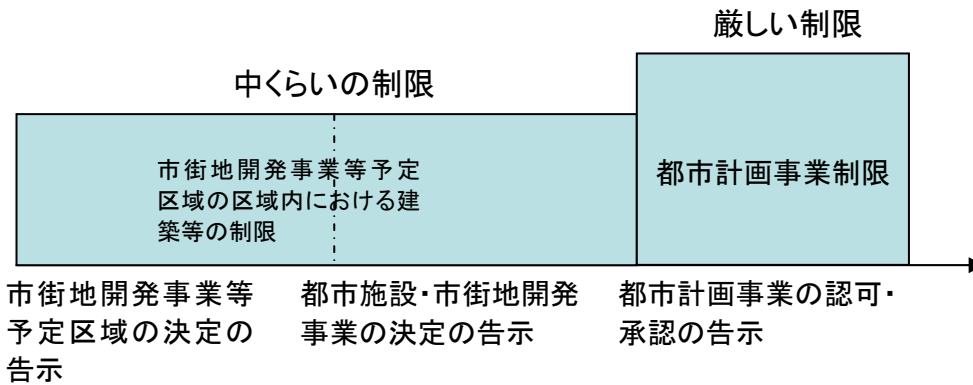 厳しい制限
中くらいの制限
市街地開発事業等予定
区域の区域内における建
築等の制限
都市計画事業制限
市街地開発事業等
予定区域の決定の
告示
都市施設・市街地開発
事業の決定の告示
都市計画事業の認可・
承認の告示